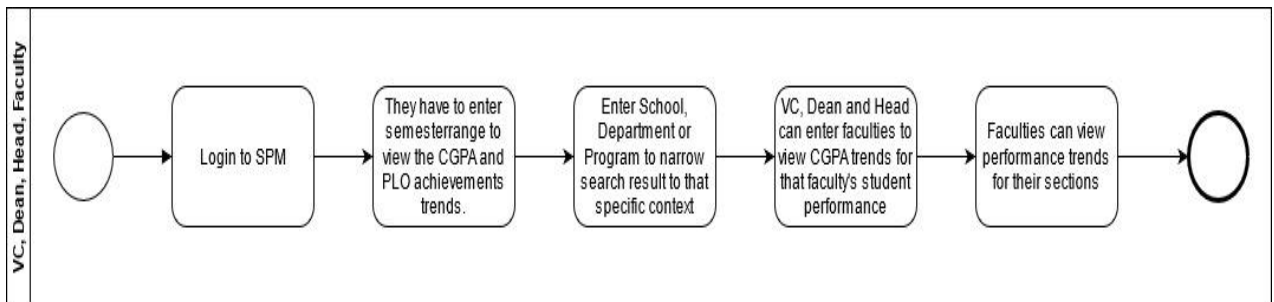 VC, Dean, Head, Faculty
Login to SPM
They have to enter
semesterrange to
view the CGPA and
PLO achievements
trends.
Enter School,
Department or
Program to narrow
search result to that
specific context
VC, Dean and Head
can enter faculties to
view CGPA trends for
that faculty's student
performance
Faculties can view
performance trends
for their sections